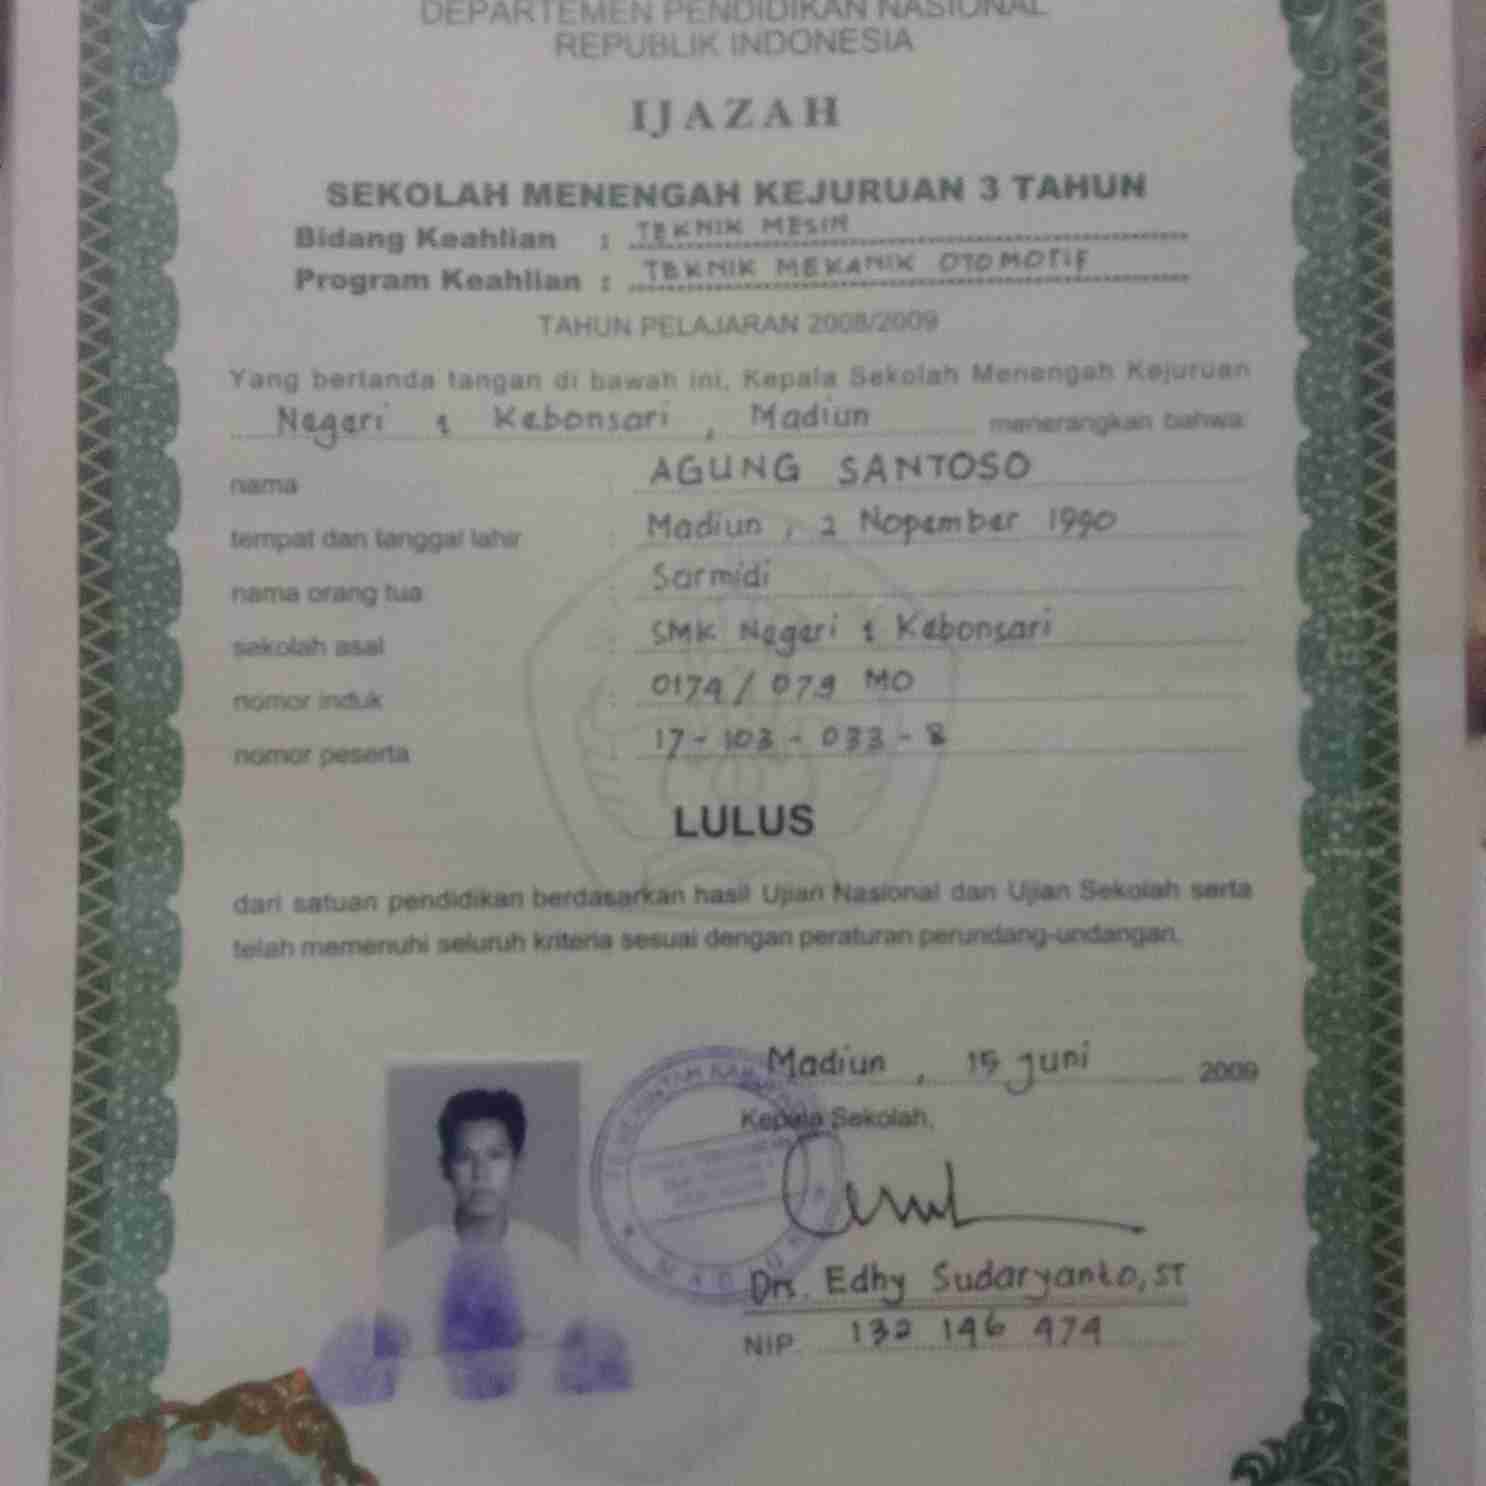 DEPARTEMEN PENDIDIKAN NASIONAL
REPUBLIK INDONESIA
IJAZAH
SEKOLAH MENENGAH KEJURUAN 3 TAHUN
Bidang Keahlian : TEKNIK MESIN
Program Keahlian : TEKNIK MEKANIK OTOMOTIF
TAHUN PELAJARAN 2008/2009
Yang bertanda tangan di bawah ini, Kepala Sekolah Menengah Kejuruan
Negeri 1 Kebonsari, Madiun menerangkan bahwa
nama : AGUNG SANTOSO
tempat dan tanggal lahir : Madiun, 2 Nopember 1990
nama orang tua : Sarmidi
sekolah asal : SMK Negeri 1 Kebonsari
nomor induk : 0174 / 079 MO
nomor peserta : 17 - 103 - 033 - 8
LULUS
dari satuan pendidikan berdasarkan hasil Ujian Nasional dan Ujian Sekolah serta
telah memenuhi seluruh kriteria sesuai dengan peraturan perundang-undangan.
Madiun, 15 juni 2009
Kepala Sekolah,
Drs. Edhy Sudaryanto, ST
NIP. 132 146 474